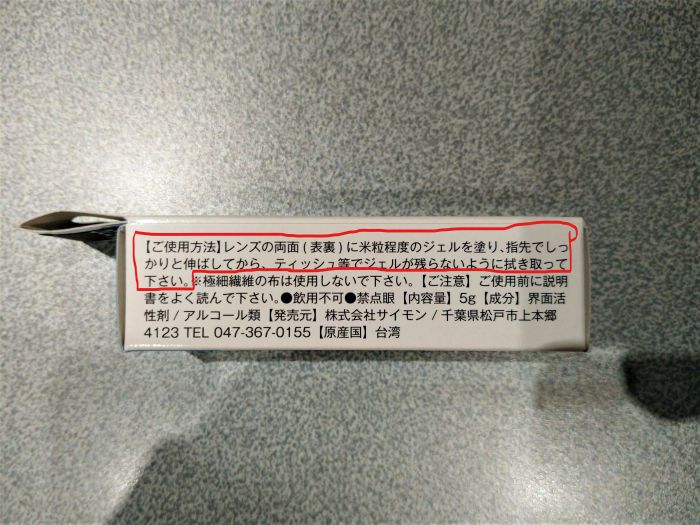 【ご使用方法】レンズの両面(表裏)に米粒程度のジェルを塗り、指先でしっ
かりと伸ばしてから、ティッシュ等でジェルが残らないように拭き取って
下さい。※極細繊維の布は使用しないで下さい。【ご注意】ご使用前に説明
書をよく読んで下さい。●飲用不可●禁点眼【内容量】5g【成分】界面活
性剤/アルコール類【発売元】株式会社サイモン/千葉県松戸市上本郷
4123 TEL 047-367-0155【原産国】台湾